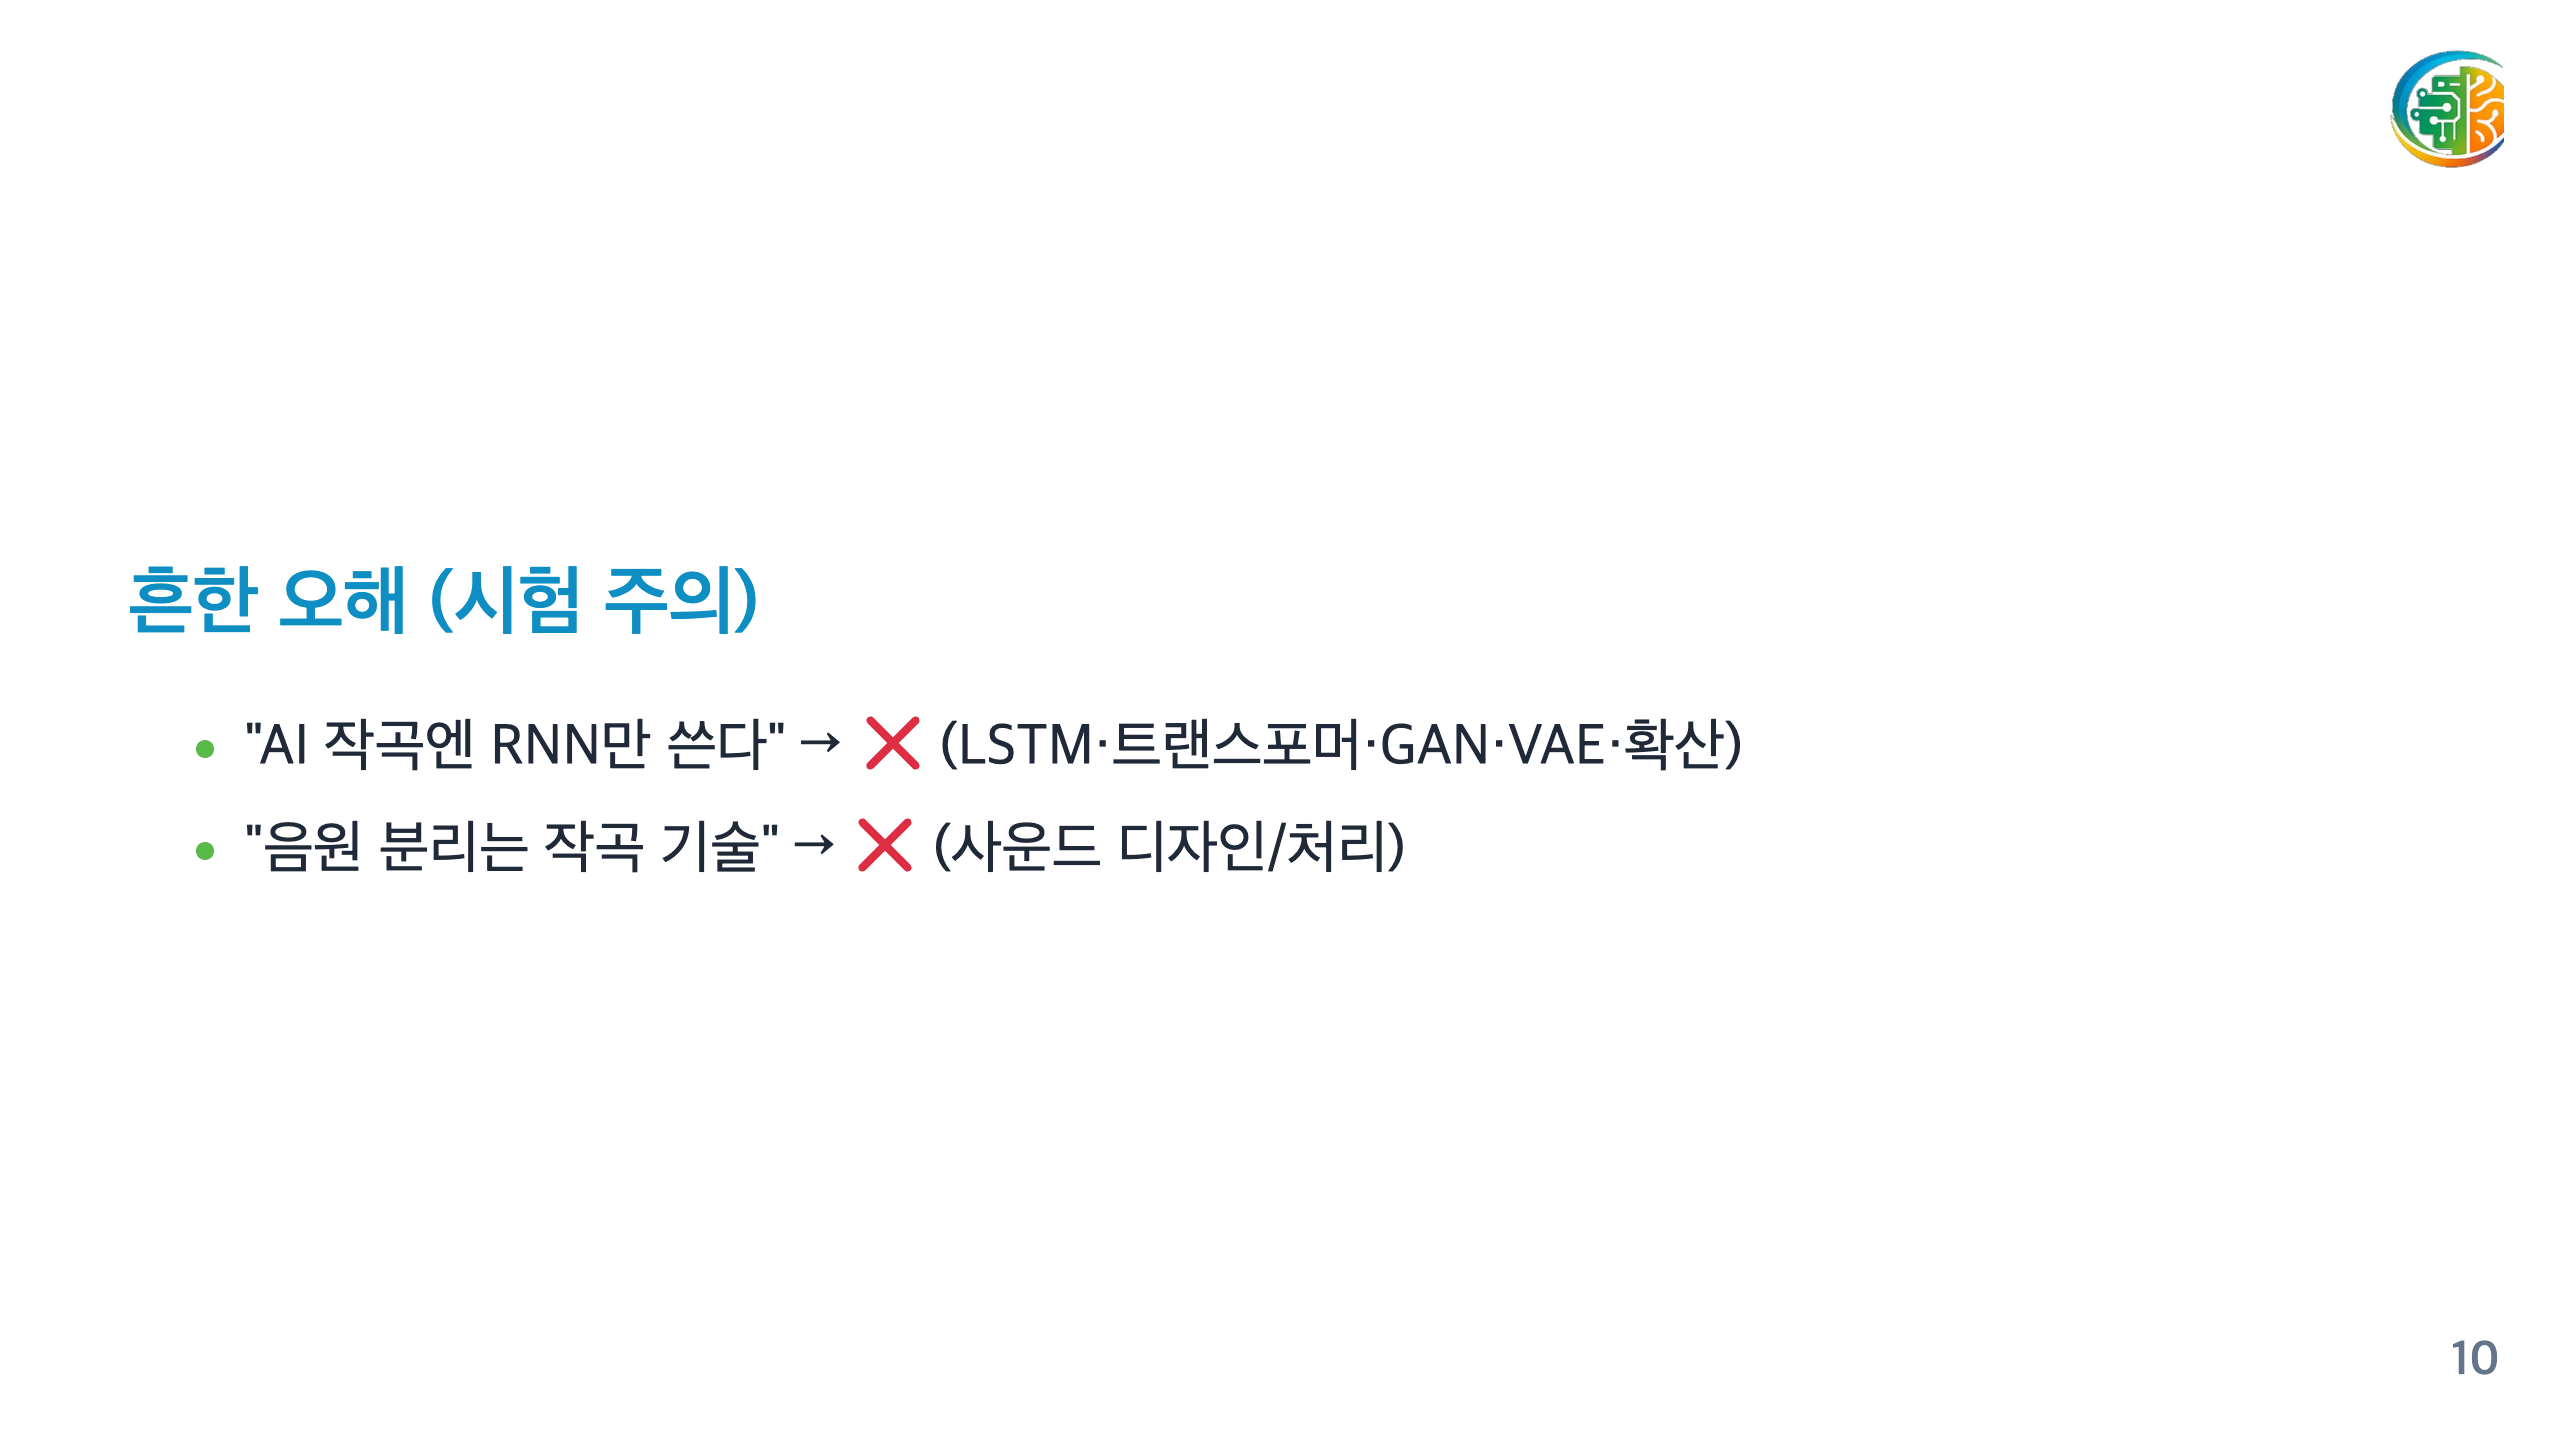 흔한 오해 (시험 주의)
• "AI 작곡엔 RNN만 쓴다" → ❌ (LSTM·트랜스포머·GAN·VAE·확산)
• "음원 분리는 작곡 기술" → ❌ (사운드 디자인/처리)
10